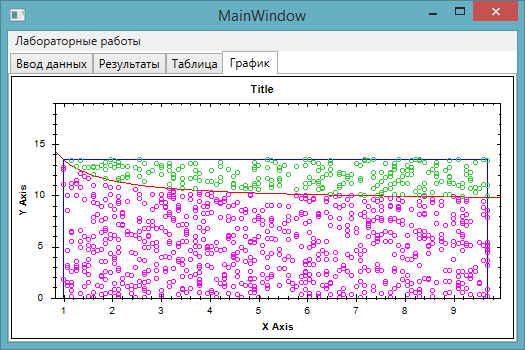 MainWindow
Лабораторные работы
Ввод данных Результаты Таблица График
Title
15
10
5
0
Y Axis
1 2 3 4 5 6 7 8 9
X Axis